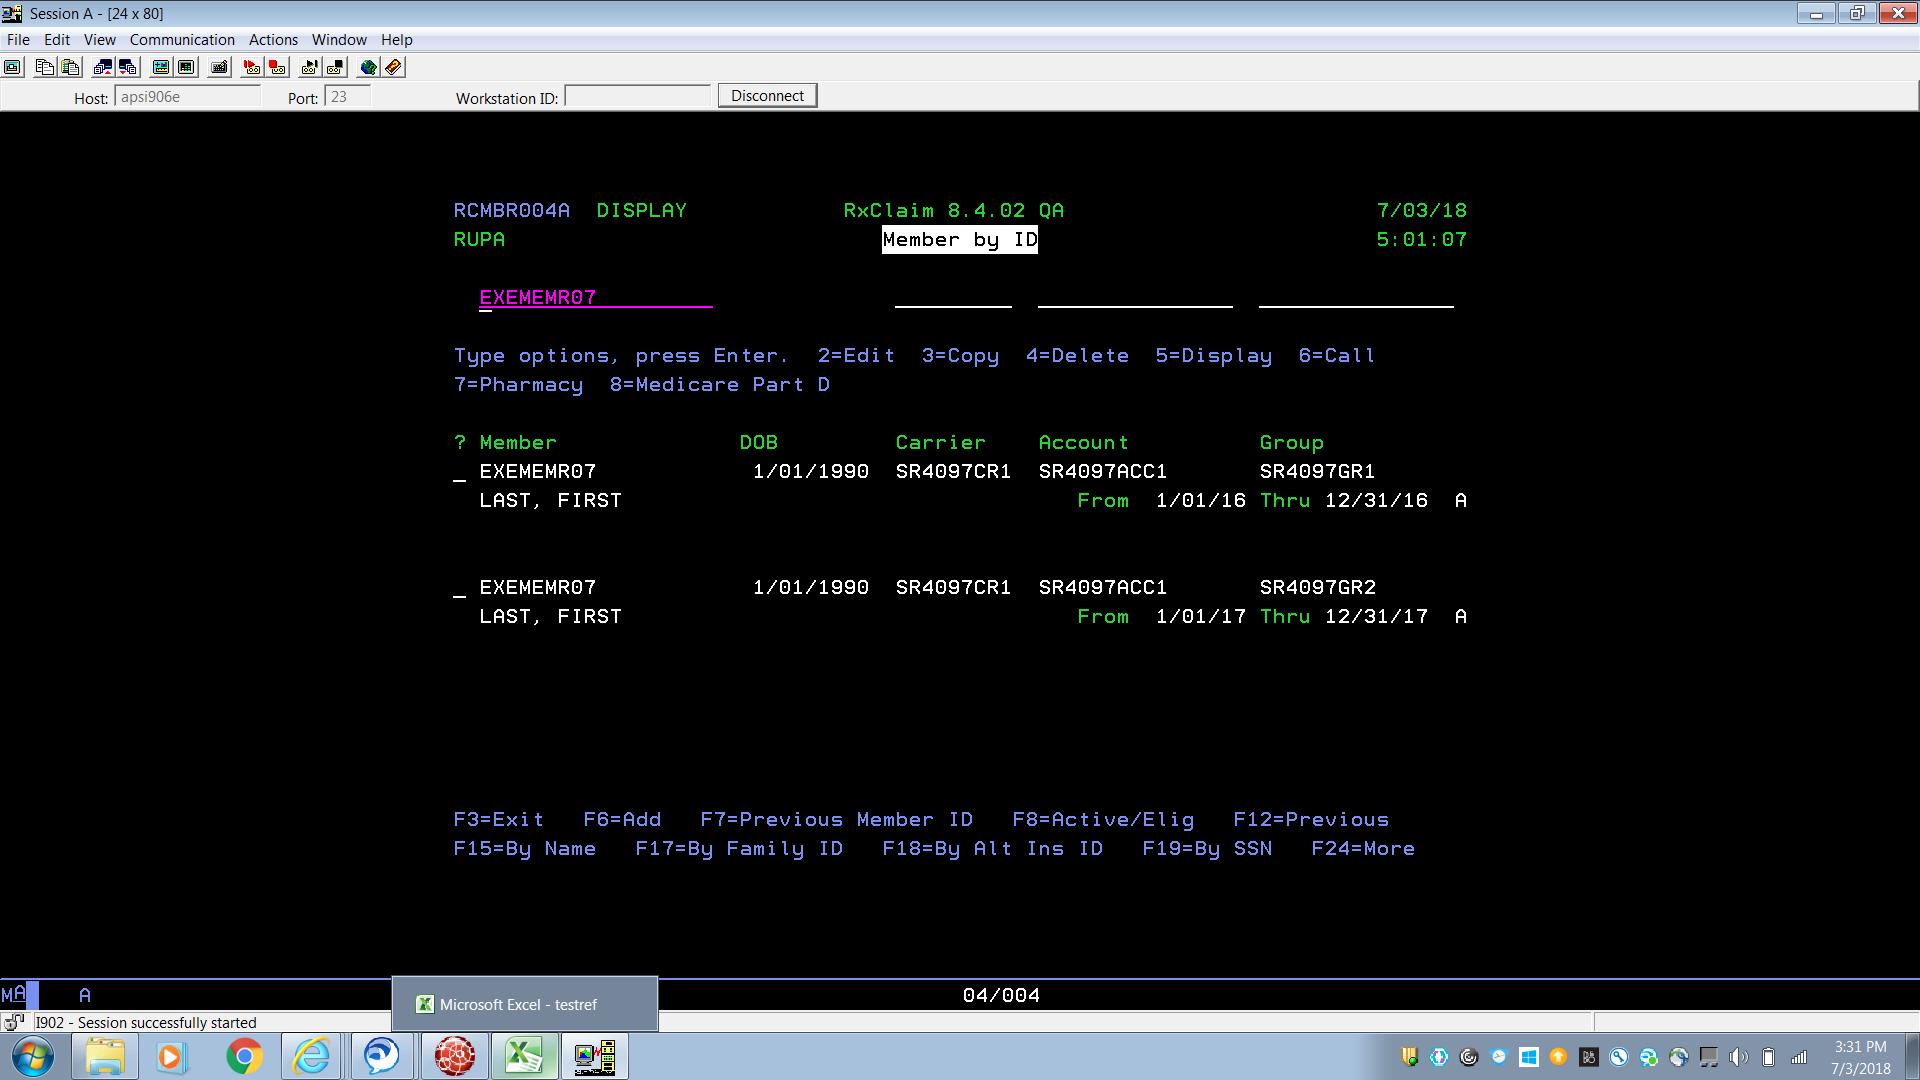 Session A - [24 x 80]
File Edit View Communication Actions Window Help
Host: apsi906e Port: 23 Workstation ID: Disconnect
RCMBR004A DISPLAY RxClaim 8.4.02 QA 7/03/18
RUPA Member by ID 5:01:07
EXEMEMR07
Type options, press Enter. 2=Edit 3=Copy 4=Delete 5=Display 6=Call
7=Pharmacy 8=Medicare Part D
? Member DOB Carrier Account Group
_ EXEMEMR07 1/01/1990 SR4097CR1 SR4097ACC1 SR4097GR1
LAST, FIRST From 1/01/16 Thru 12/31/16 A
_ EXEMEMR07 1/01/1990 SR4097CR1 SR4097ACC1 SR4097GR2
LAST, FIRST From 1/01/17 Thru 12/31/17 A
F3=Exit F6=Add F7=Previous Member ID F8=Active/Elig F12=Previous
F15=By Name F17=By Family ID F18=By Alt Ins ID F19=By SSN F24=More
MA A 04/004
Microsoft Excel - testref
I902 - Session successfully started
3:31 PM
7/3/2018